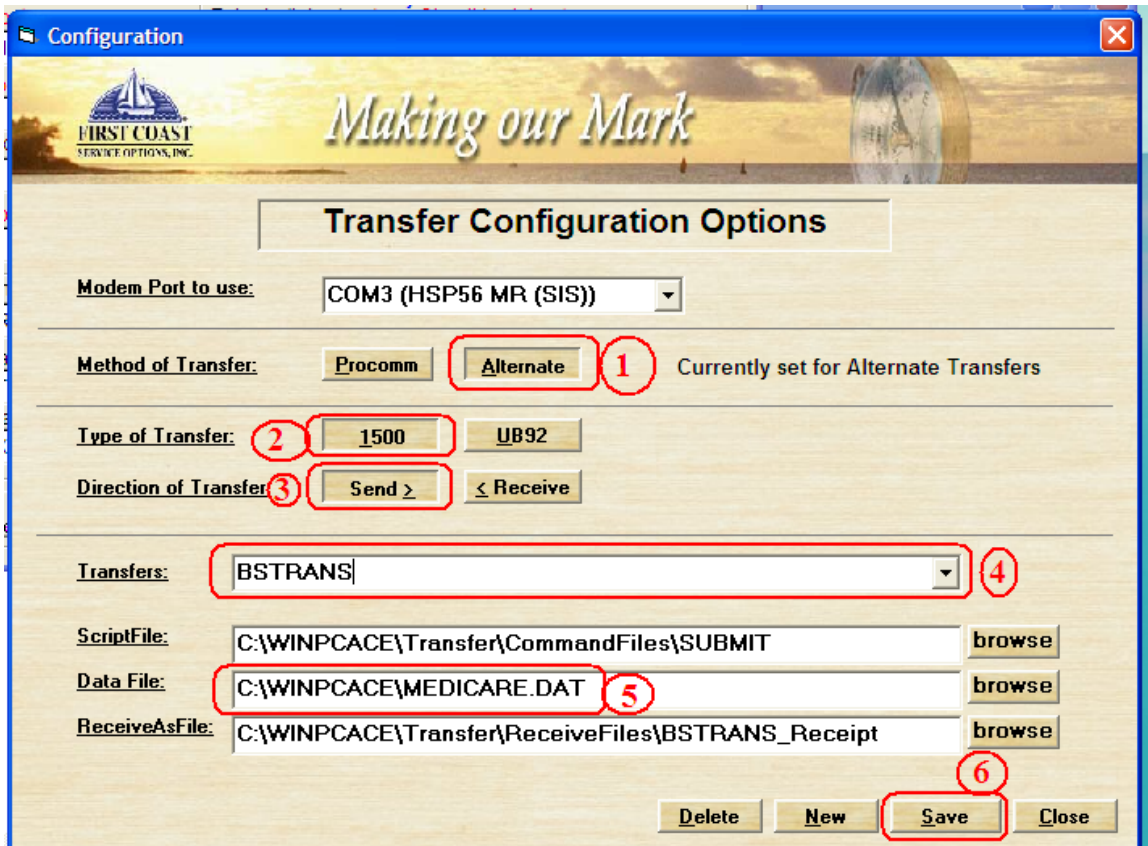 Configuration
FIRST COAST
SERVICE OPTIONS, INC.
Making our Mark
Transfer Configuration Options
Modem Port to use: COM3 (HSP56 MR (SIS))
Method of Transfer: Procomm Alternate 1 Currently set for Alternate Transfers
Type of Transfer: 2 1500 UB92
Direction of Transfer 3 Send > < Receive
Transfers: BSTRANS 4
ScriptFile: C:\WINPCACE\Transfer\CommandFiles\SUBMIT browse
Data File: C:\WINPCACE\MEDICARE.DAT 5 browse
ReceiveAsFile: C:\WINPCACE\Transfer\ReceiveFiles\BSTRANS_Receipt browse
6
Delete New Save Close